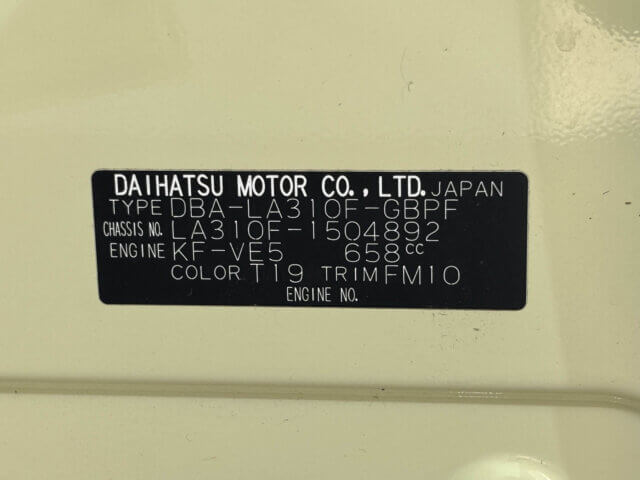 DAIHATSU MOTOR CO., LTD. JAPAN
TYPE DBA-LA310F-GBPF
CHASSIS NO. LA310F-1504892
ENGINE KF-VE5 658cc
COLOR T19 TRIM FM10
ENGINE NO.